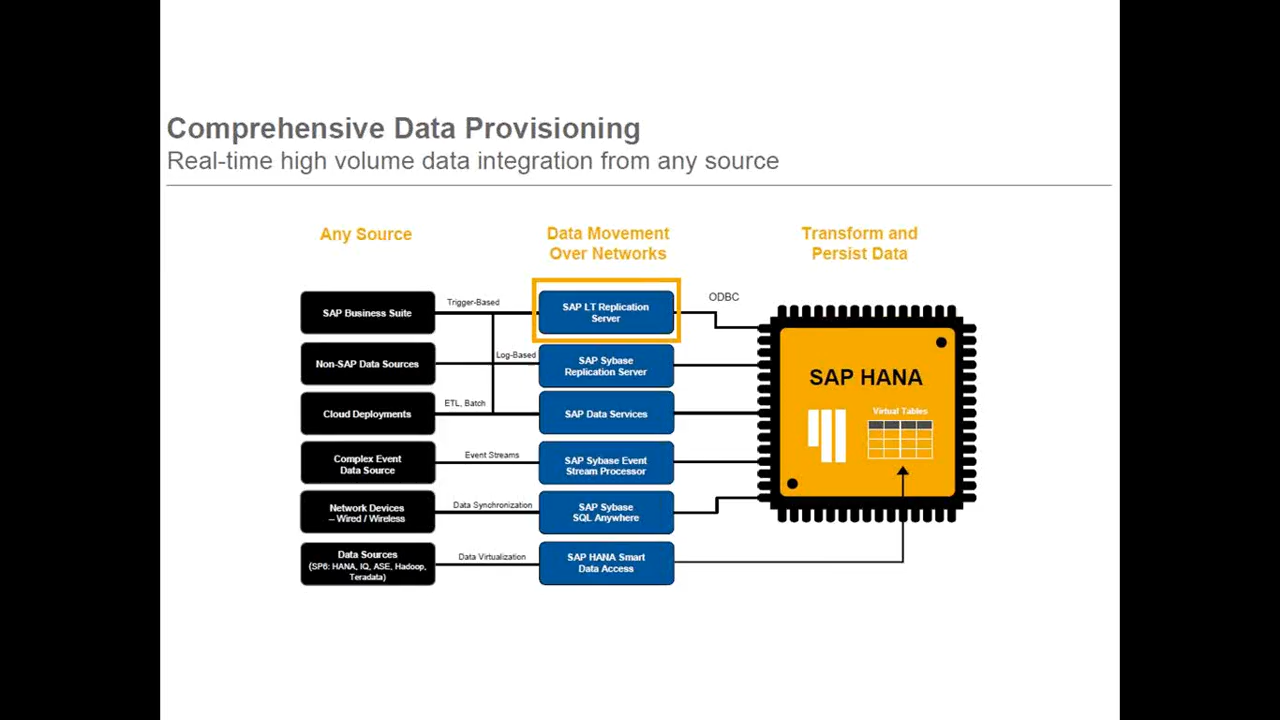 Comprehensive Data Provisioning
Real-time high volume data integration from any source
Any Source
Data Movement
Over Networks
Transform and
Persist Data
SAP Business Suite
Trigger-Based
SAP LT Replication
Server
ODBC
Non-SAP Data Sources
Log-Based
SAP Sybase
Replication Server
Cloud Deployments
ETL, Batch
SAP Data Services
Complex Event
Data Source
Event Streams
SAP Sybase Event
Stream Processor
Network Devices
– Wired / Wireless
Data Synchronization
SAP Sybase
SQL Anywhere
Data Sources
(SP6: HANA, IQ, ASE, Hadoop,
Teradata)
Data Virtualization
SAP HANA Smart
Data Access
SAP HANA
Virtual Tables